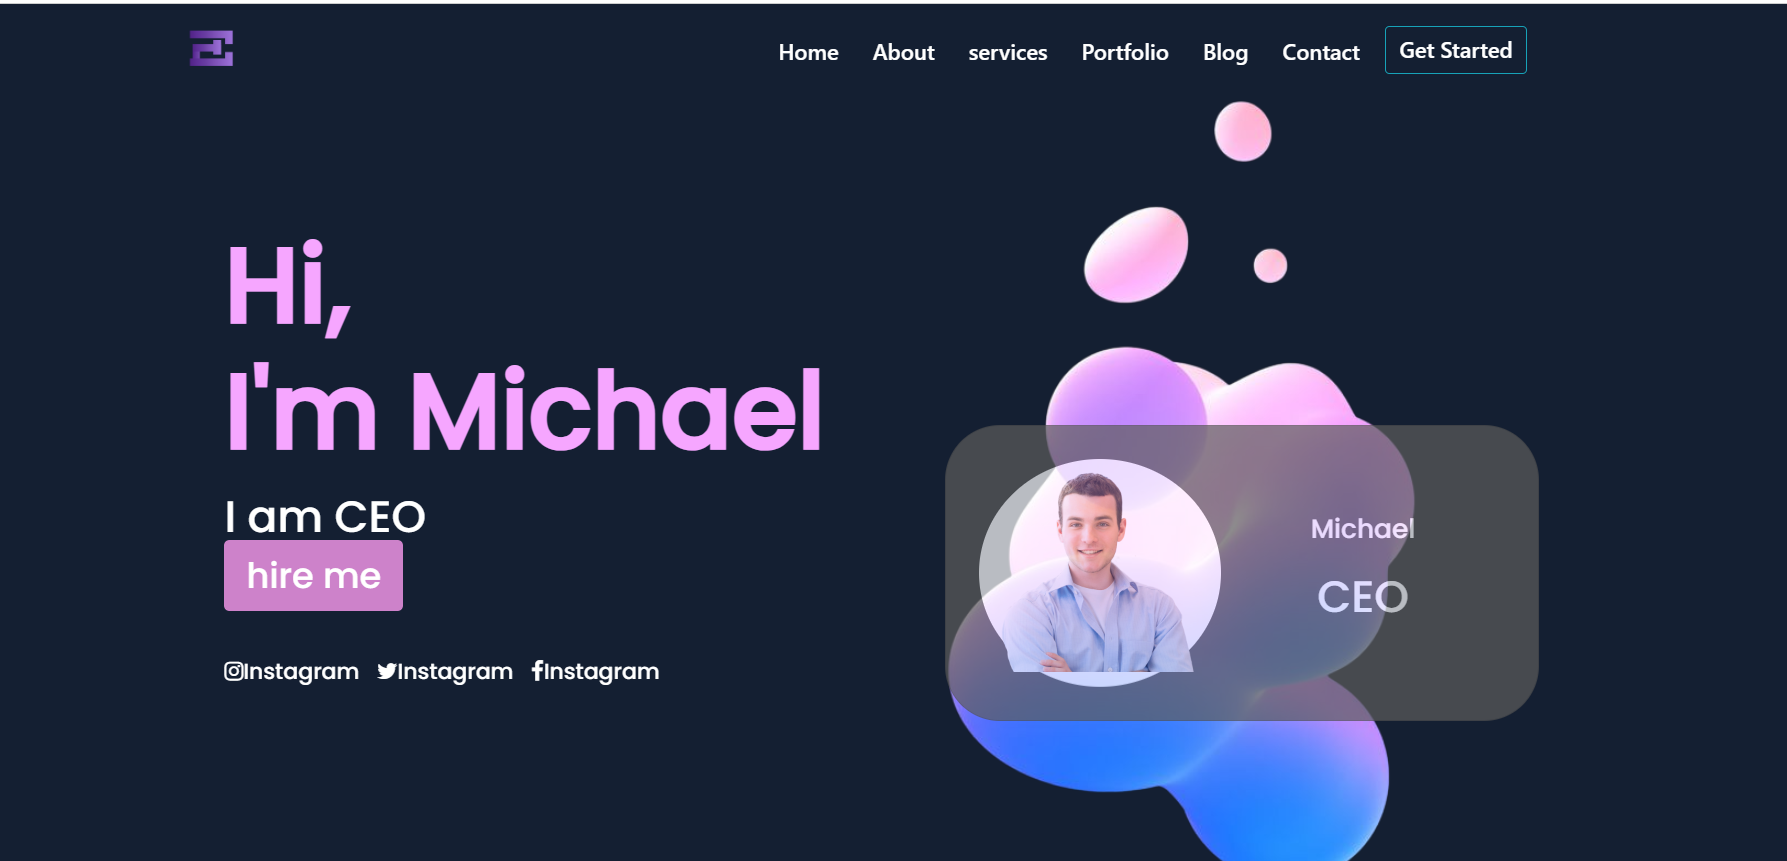 Home About services Portfolio Blog Contact Get Started
Hi,
I'm Michael
I am CEO
hire me
Instagram Instagram Instagram
Michael
CEO